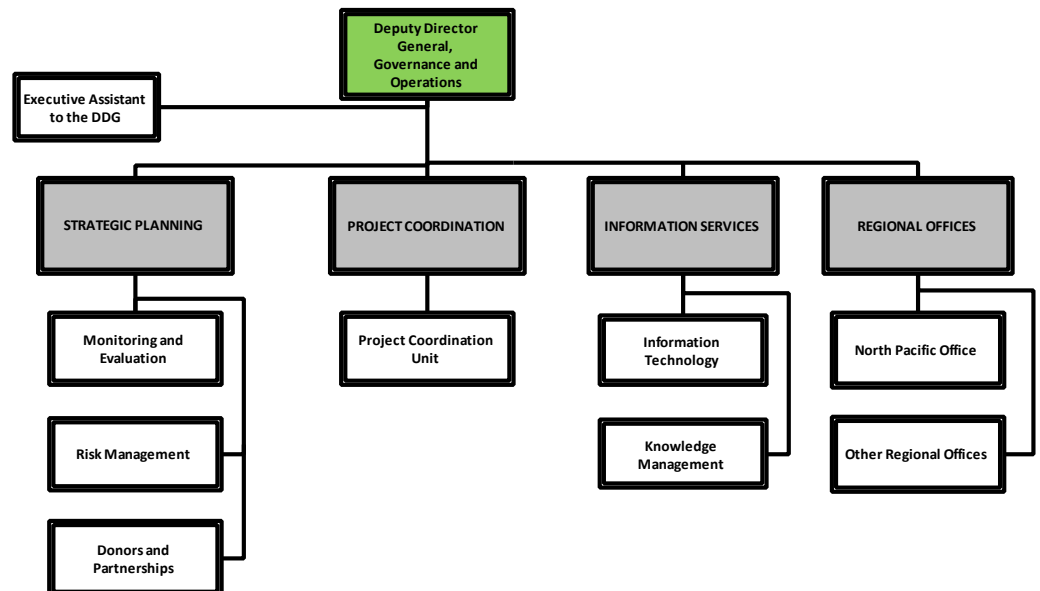 Deputy Director
General,
Governance and
Operations
Executive Assistant
to the DDG
STRATEGIC PLANNING
PROJECT COORDINATION
INFORMATION SERVICES
REGIONAL OFFICES
Monitoring and
Evaluation
Project Coordination
Unit
Information
Technology
North Pacific Office
Risk Management
Knowledge
Management
Other Regional Offices
Donors and
Partnerships